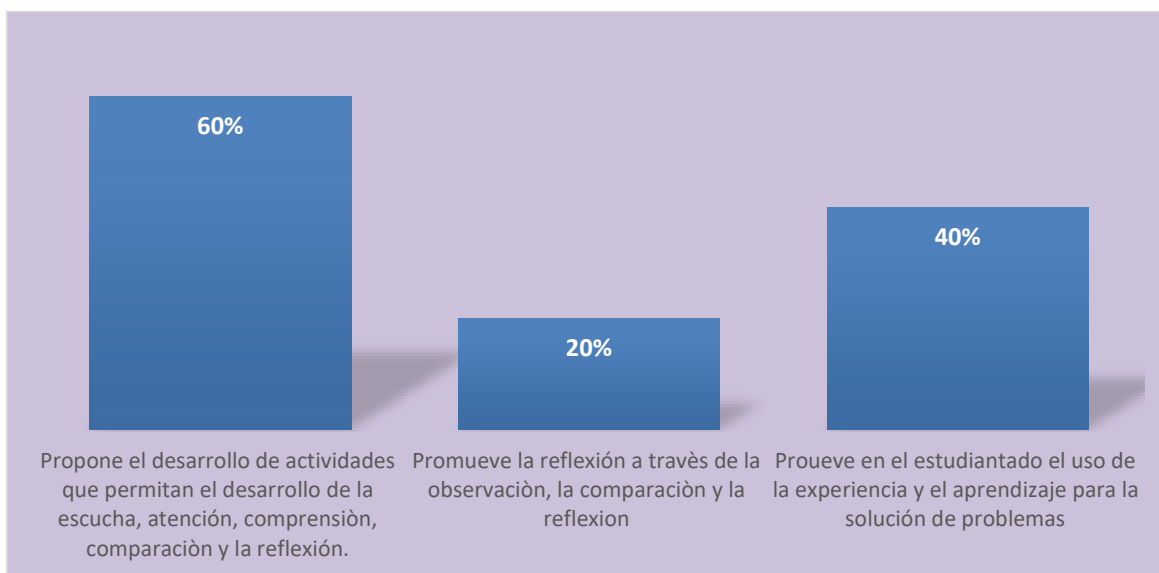 60%
20%
40%
Propone el desarrollo de actividades
que permitan el desarrollo de la
escucha, atención, comprensiòn,
comparaciòn y la reflexión.
Promueve la reflexión a travès de la
observaciòn, la comparaciòn y la
reflexion
Proueve en el estudiantado el uso de
la experiencia y el aprendizaje para la
solución de problemas